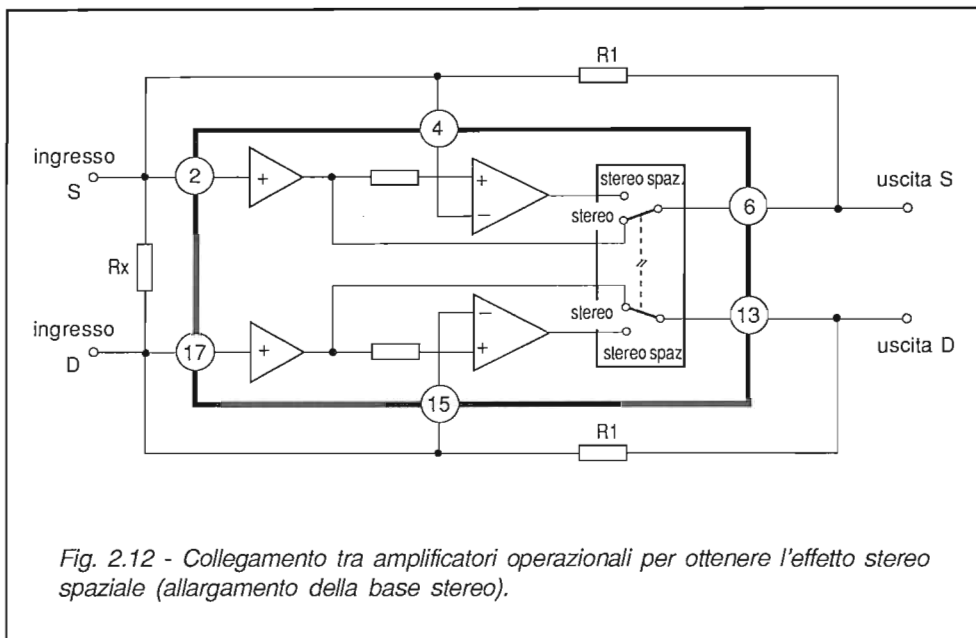 R1
4
ingresso
S
2
+
+
−
stereo spaz.
stereo
6
uscita S
Rx
ingresso
D
17
+
−
+
stereo
stereo spaz
13
uscita D
15
R1
Fig. 2.12 - Collegamento tra amplificatori operazionali per ottenere l'effetto stereo
spaziale (allargamento della base stereo).